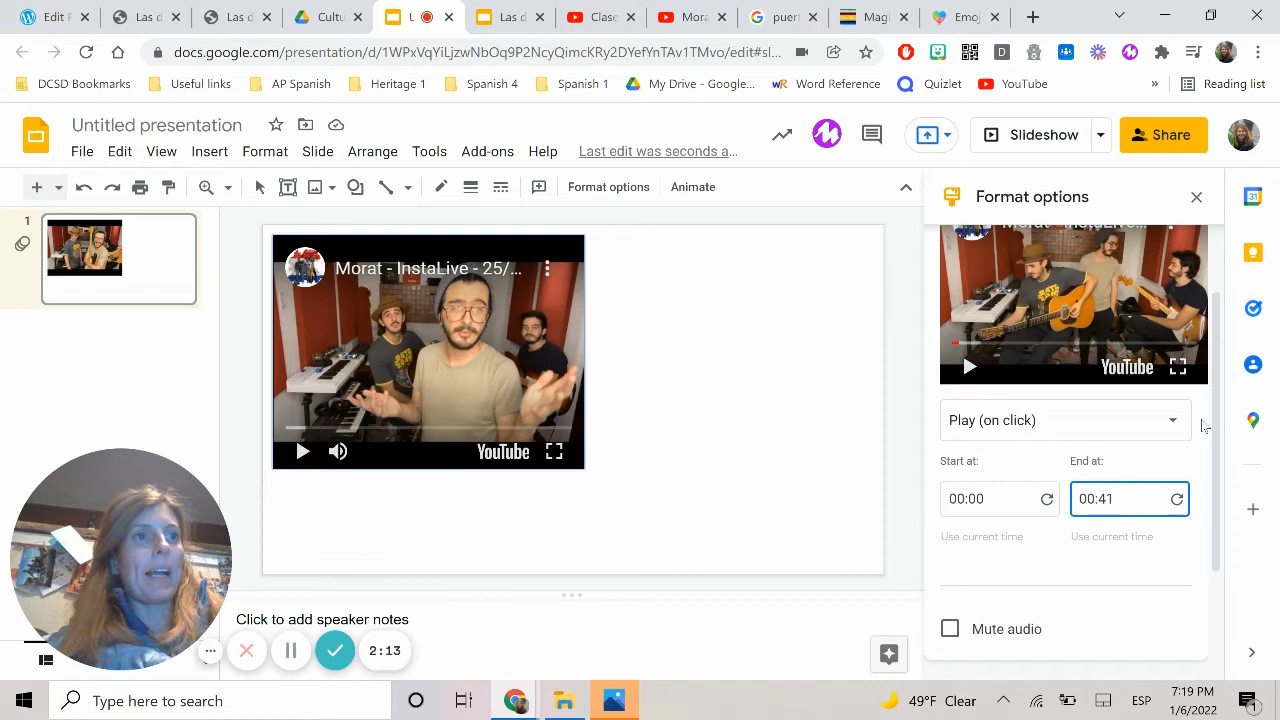 Edit P
Las d
Las d
Cultu
L
Las d
Clase
Mora
puert
Magi
Emoj
docs.google.com/presentation/d/1WPxVqYiLjzwNbOq9P2NcyQimcKRy2DYefYnTAv1TMvo/edit#sl...
DCSD Bookmarks
Useful links
AP Spanish
Heritage 1
Spanish 4
Spanish 1
My Drive - Google...
Word Reference
Quizlet
YouTube
»
Reading list
Untitled presentation
Slideshow
Share
File Edit View Insert Format Slide Arrange Tools Add-ons Help Last edit was seconds a...
Format options
Animate
Format options
1
Morat - InstaLive - 25/...
YouTube
YouTube
Play (on click)
Start at:
End at:
00:00
00:41
Use current time
Use current time
Mute audio
Click to add speaker notes
2:13
Type here to search
49°F Clear
ESP
7:19 PM
1/6/2022